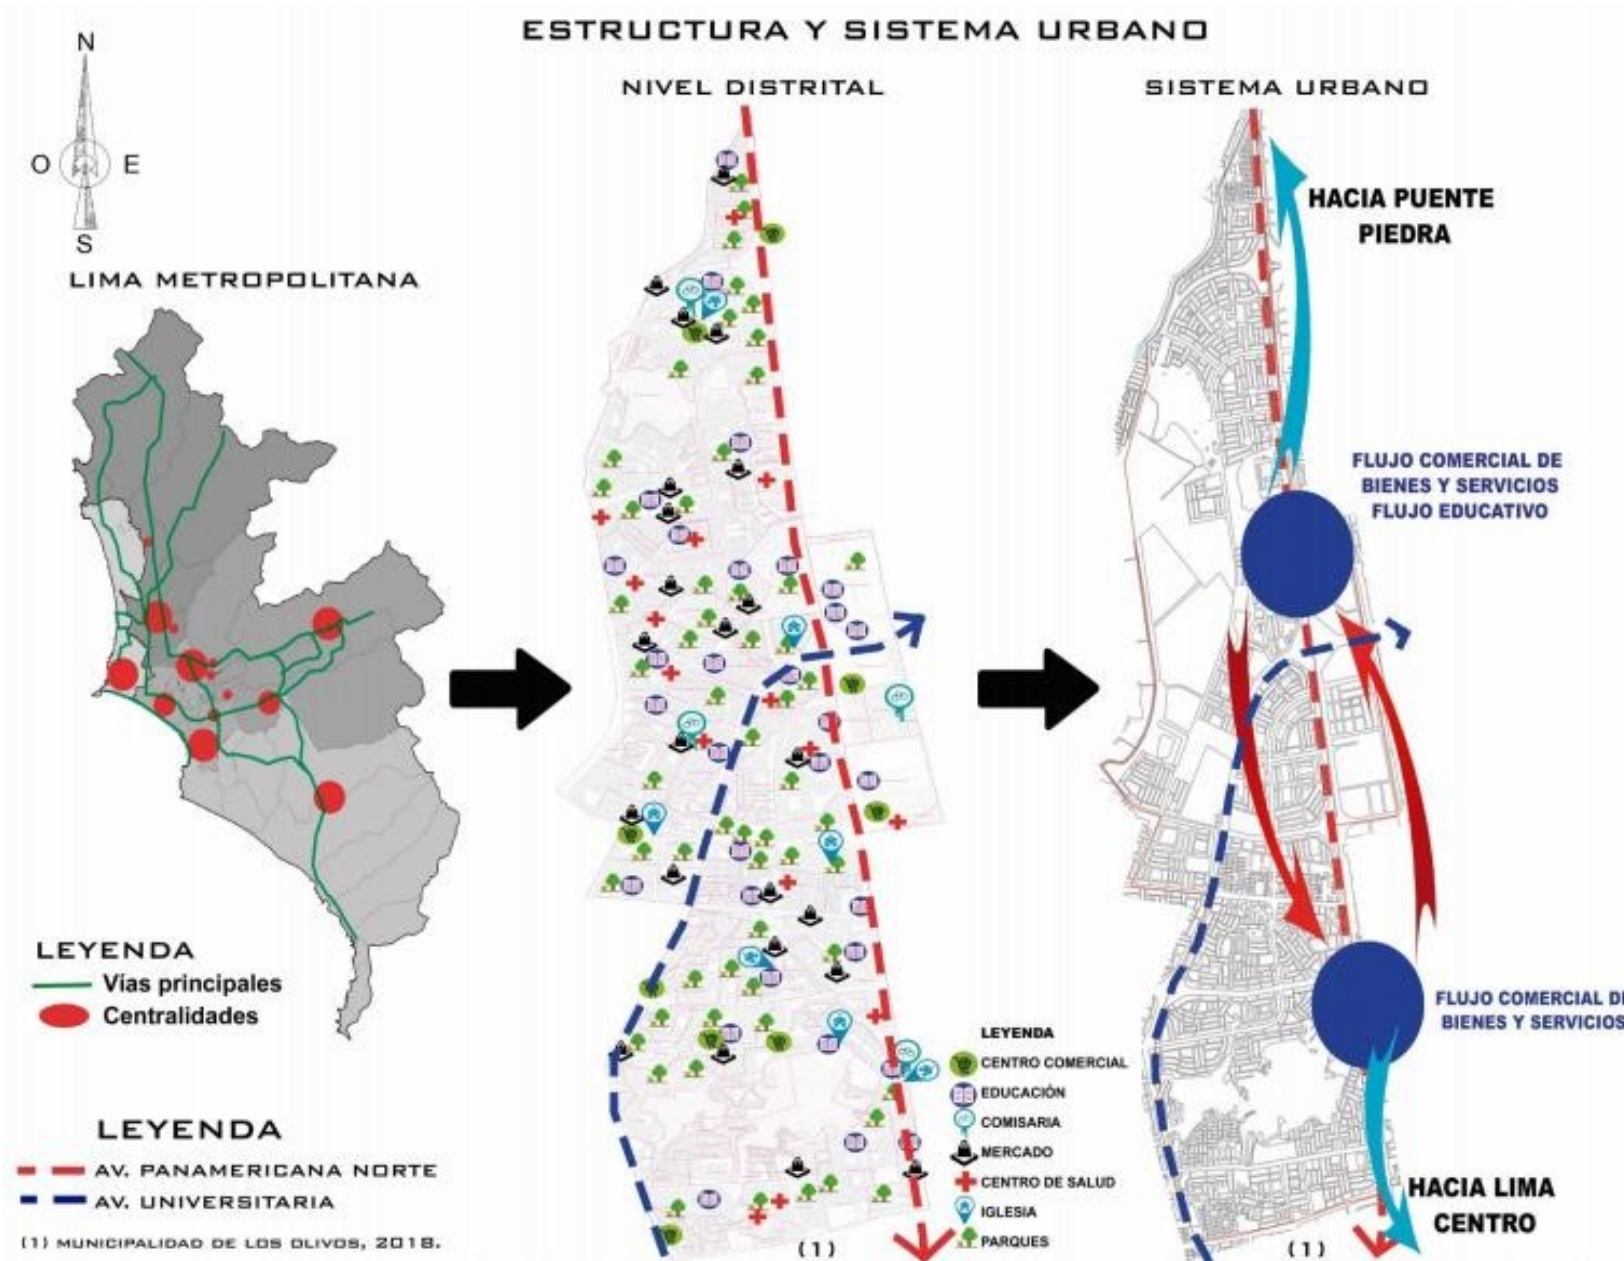 ESTRUCTURA Y SISTEMA URBANO
N
O
E
S
LIMA METROPOLITANA
LEYENDA
Vías principales
Centralidades
LEYENDA
AV. PANAMERICANA NORTE
AV. UNIVERSITARIA
(1) MUNICIPALIDAD DE LOS OLIVOS, 2018.
NIVEL DISTRITAL
LEYENDA
CENTRO COMERCIAL
EDUCACIÓN
COMISARIA
MERCADO
CENTRO DE SALUD
IGLESIA
PARQUES
(1)
SISTEMA URBANO
HACIA PUENTE
PIEDRA
FLUJO COMERCIAL DE
BIENES Y SERVICIOS
FLUJO EDUCATIVO
FLUJO COMERCIAL DE
BIENES Y SERVICIOS
HACIA LIMA
CENTRO
(1)